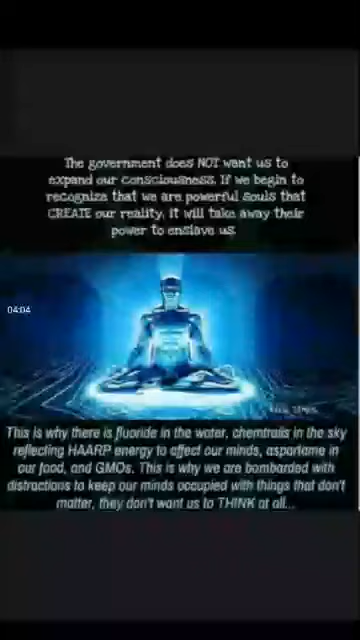 The government does NOT want us to
expand our consciousness. If we begin to
recognize that we are powerful souls that
CREATE our reality, it will take away their
power to enslave us.
04:04
This is why there is fluoride in the water, chemtrails in the sky
reflecting HAARP energy to affect our minds, aspartame in
our food, and GMOs. This is why we are bombarded with
distractions to keep our minds occupied with things that don't
matter, they don't want us to THINK at all...